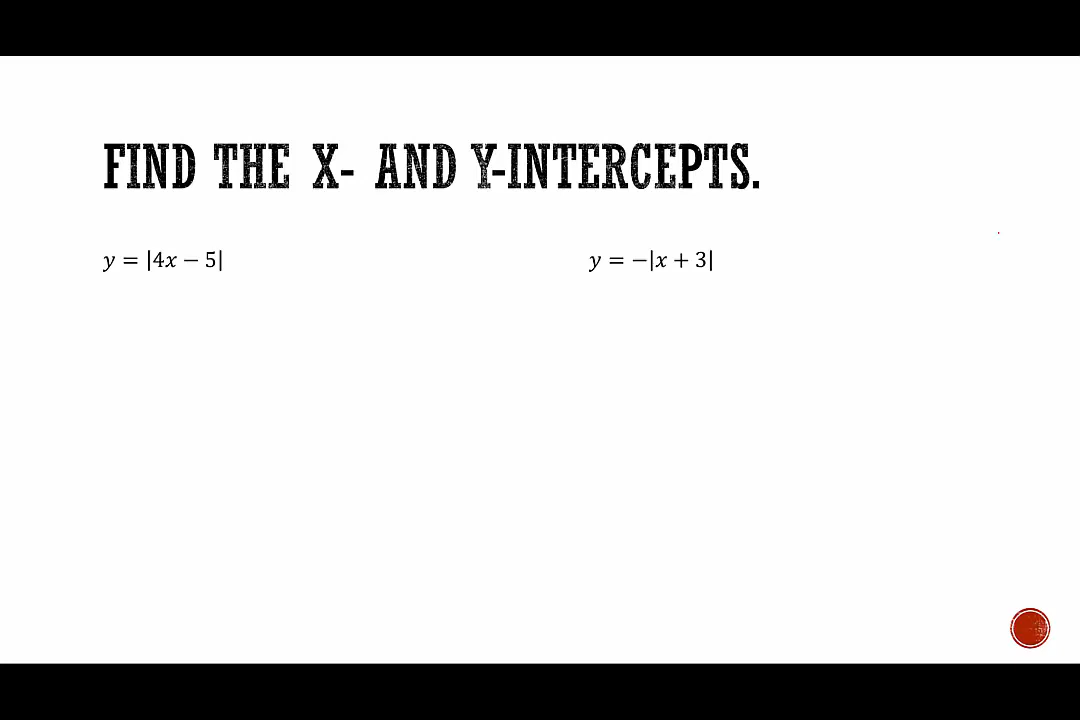 FIND THE X- AND Y-INTERCEPTS.
y = |4x − 5|
y = −|x + 3|